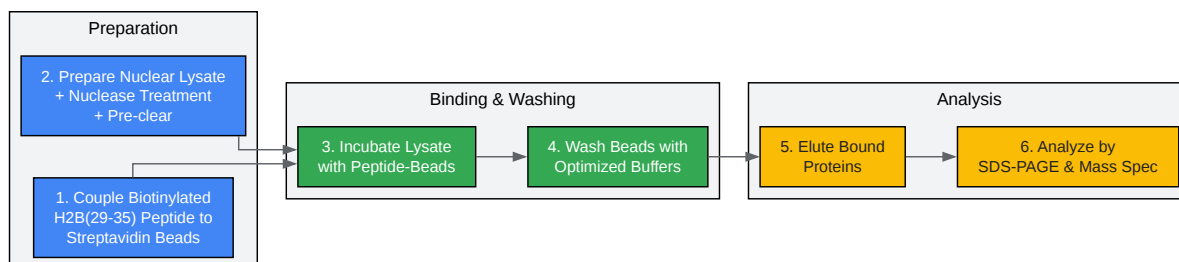 Preparation
2. Prepare Nuclear Lysate
+ Nuclease Treatment
+ Pre-clear
1. Couple Biotinylated
H2B(29-35) Peptide to
Streptavidin Beads
Binding & Washing
3. Incubate Lysate
with Peptide-Beads
4. Wash Beads with
Optimized Buffers
Analysis
5. Elute Bound
Proteins
6. Analyze by
SDS-PAGE & Mass Spec